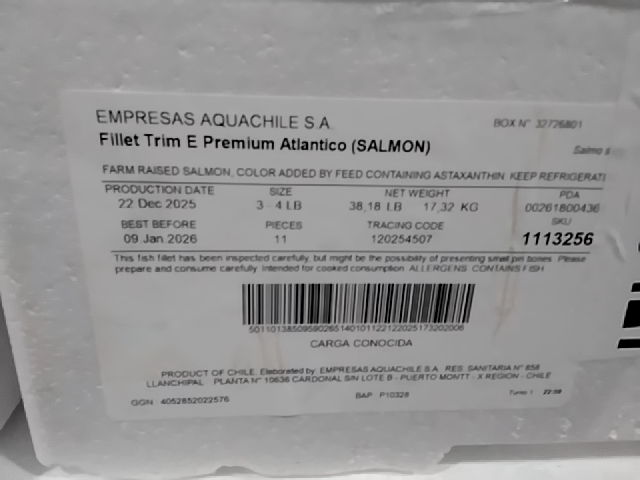 EMPRESAS AQUACHILE S.A.
BOX N° 32726801
Fillet Trim E Premium Atlantico (SALMON)
Salmo s
FARM RAISED SALMON, COLOR ADDED BY FEED CONTAINING ASTAXANTHIN. KEEP REFRIGERATI
PRODUCTION DATE SIZE NET WEIGHT PDA
22 Dec 2025 3 - 4 LB 38,18 LB 17,32 KG 00261800436
BEST BEFORE PIECES TRACING CODE SKU
09 Jan 2026 11 120254507 1113256
This fish fillet has been inspected carefully, but might be the possibility of presenting small pin bones. Please
prepare and consume carefully. Intended for cooked consumption. ALLERGENS: CONTAINS FISH
CARGA CONOCIDA
PRODUCT OF CHILE. Elaborated by: EMPRESAS AQUACHILE S.A. RES. SANITARIA N° 858
LLANCHIPAL PLANTA N° 10636 CARDONAL S/N LOTE B - PUERTO MONTT - X REGION - CHILE
GGN: 4052852022576 BAP: P10328 Turno 1 22:58